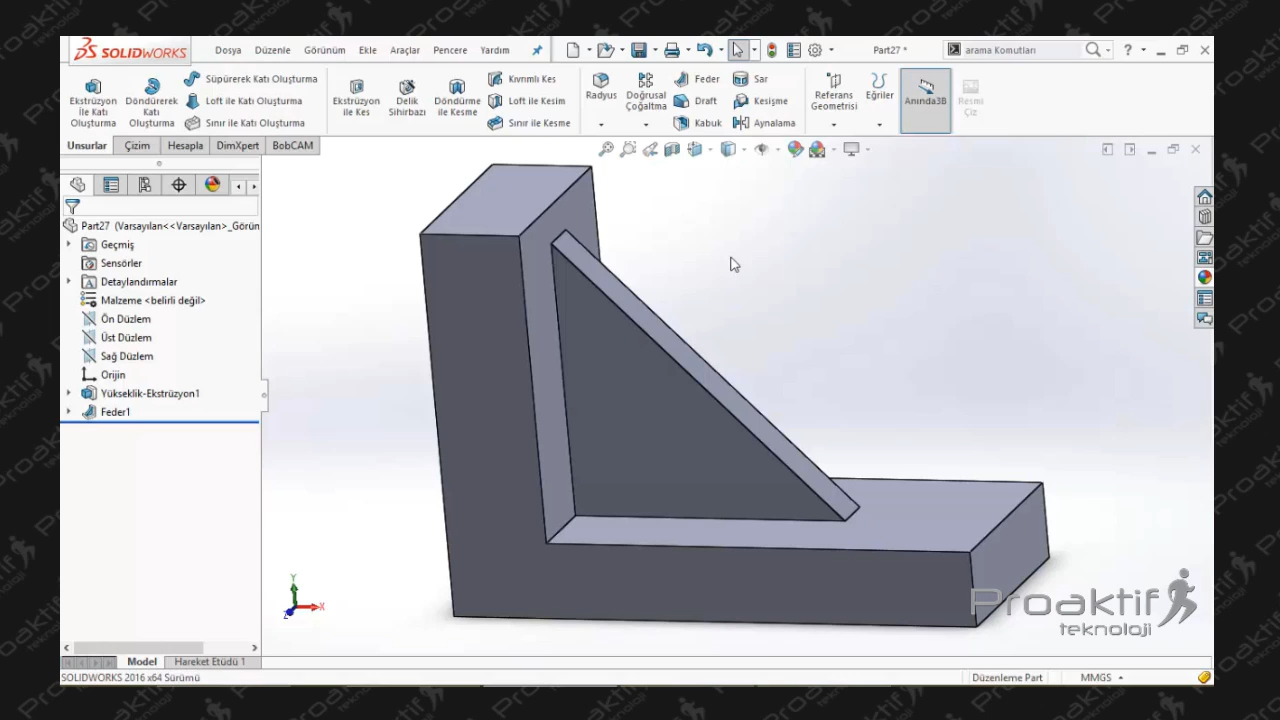 SOLIDWORKS
Dosya Düzenle Görünüm Ekle Araçlar Pencere Yardım
Part27 *
arama Komutları
Ekstrüzyon İle Katı Oluşturma
Döndürerek Katı Oluşturma
Süpürerek Katı Oluşturma
Loft ile Katı Oluşturma
Sınır ile Katı Oluşturma
Ekstrüzyon ile Kes
Delik Sihirbazı
Döndürme ile Kesme
Kıvrımlı Kes
Loft ile Kesim
Sınır ile Kesme
Radyus
Doğrusal Çoğaltma
Feder
Draft
Kabuk
Sar
Kesişme
Aynalama
Referans Geometrisi
Eğriler
Anında3B
Resmi Çiz
Unsurlar Çizim Hesapla DimXpert BobCAM
Part27 (Varsayılan<<Varsayılan>_Görün
Geçmiş
Sensörler
Detaylandırmalar
Malzeme <belirli değil>
Ön Düzlem
Üst Düzlem
Sağ Düzlem
Orijin
Yükseklik-Ekstrüzyon1
Feder1
Y
X
Z
Proaktif
teknoloji
Model Hareket Etüdü 1
SOLIDWORKS 2016 x64 Sürümü
Düzenleme Part
MMGS